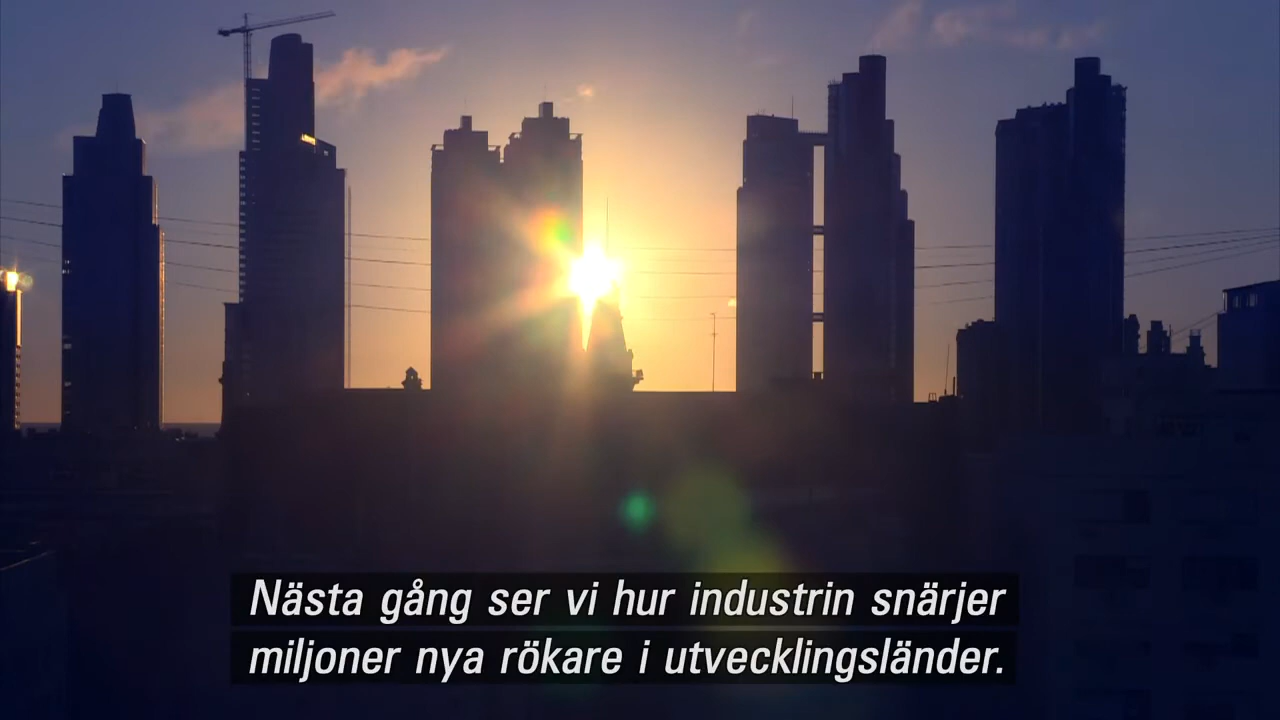 Nästa gång ser vi hur industrin snärjer
miljoner nya rökare i utvecklingsländer.